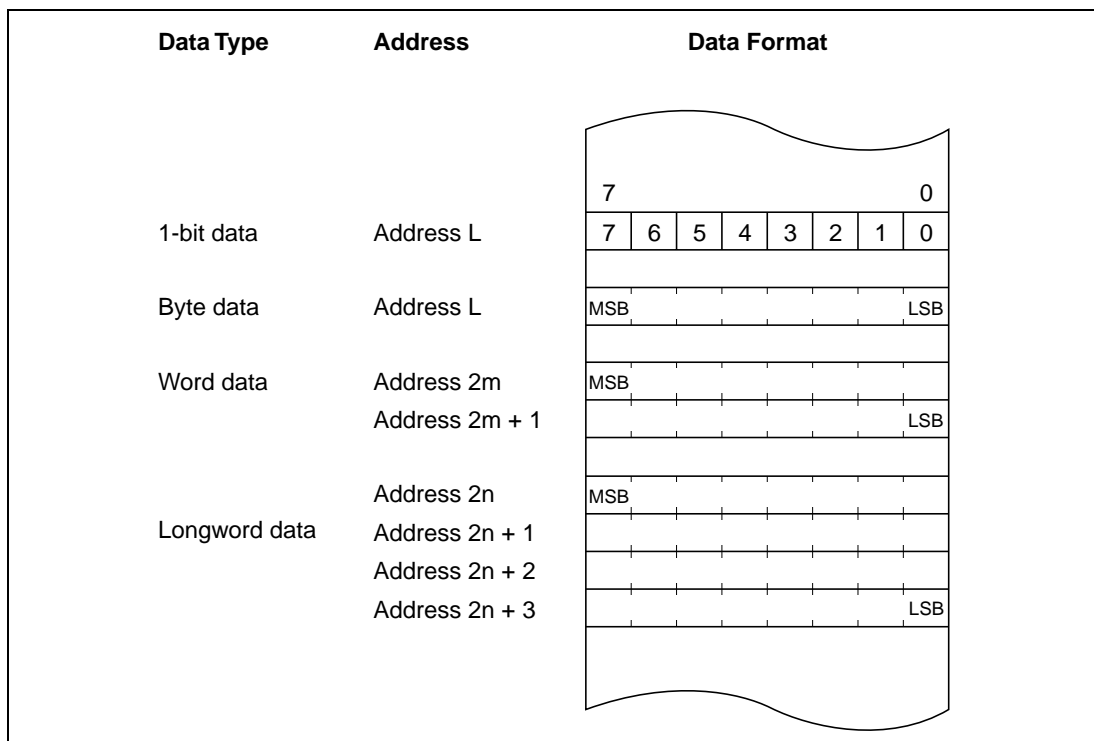 Data Type Address Data Format
7 0
1-bit data Address L 7 6 5 4 3 2 1 0
Byte data Address L MSB LSB
Word data Address 2m MSB
Address 2m + 1 LSB
Address 2n MSB
Longword data Address 2n + 1
Address 2n + 2
Address 2n + 3 LSB